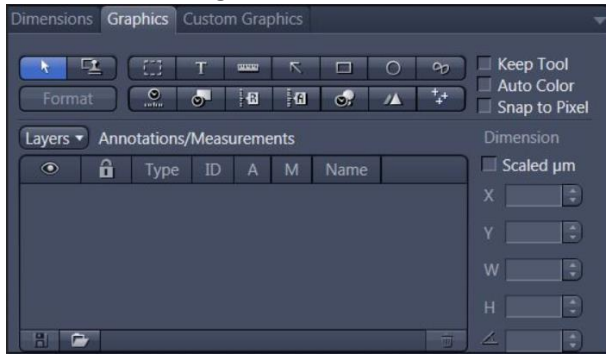 Dimensions Graphics Custom Graphics
T Keep Tool
Auto Color
Format Snap to Pixel
Layers Annotations/Measurements Dimension
Type ID A M Name Scaled µm
X
Y
W
H